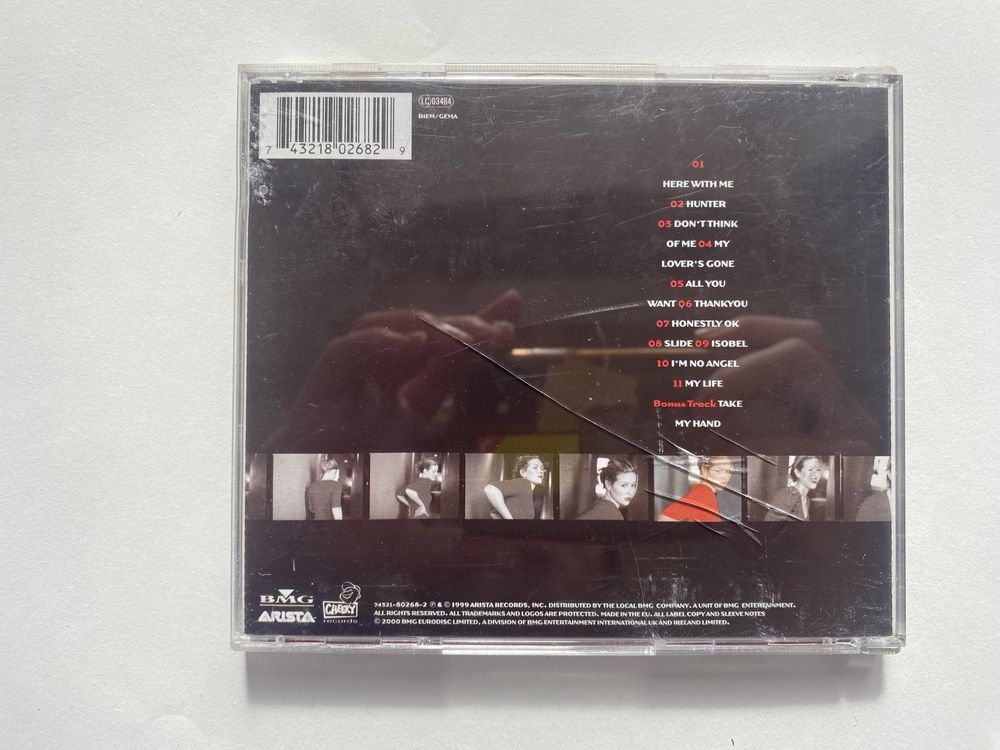 7 43218 02682 9
LC 03484
BIEM/GEMA
01
HERE WITH ME
02 HUNTER
03 DON'T THINK
OF ME 04 MY
LOVER'S GONE
05 ALL YOU
WANT 06 THANKYOU
07 HONESTLY OK
08 SLIDE 09 ISOBEL
10 I'M NO ANGEL
11 MY LIFE
Bonus Track TAKE
MY HAND
BMG
ARISTA
CHEEKY
records
74321-80268-2 ℗ & © 1999 ARISTA RECORDS, INC. DISTRIBUTED BY THE LOCAL BMG COMPANY. A UNIT OF BMG ENTERTAINMENT.
ALL RIGHTS RESERVED. ALL TRADEMARKS AND LOGOS ARE PROTECTED. MADE IN THE EU. ALL LABEL COPY AND SLEEVE NOTES
© 2000 BMG EURODISC LIMITED, A DIVISION OF BMG ENTERTAINMENT INTERNATIONAL UK AND IRELAND LIMITED.